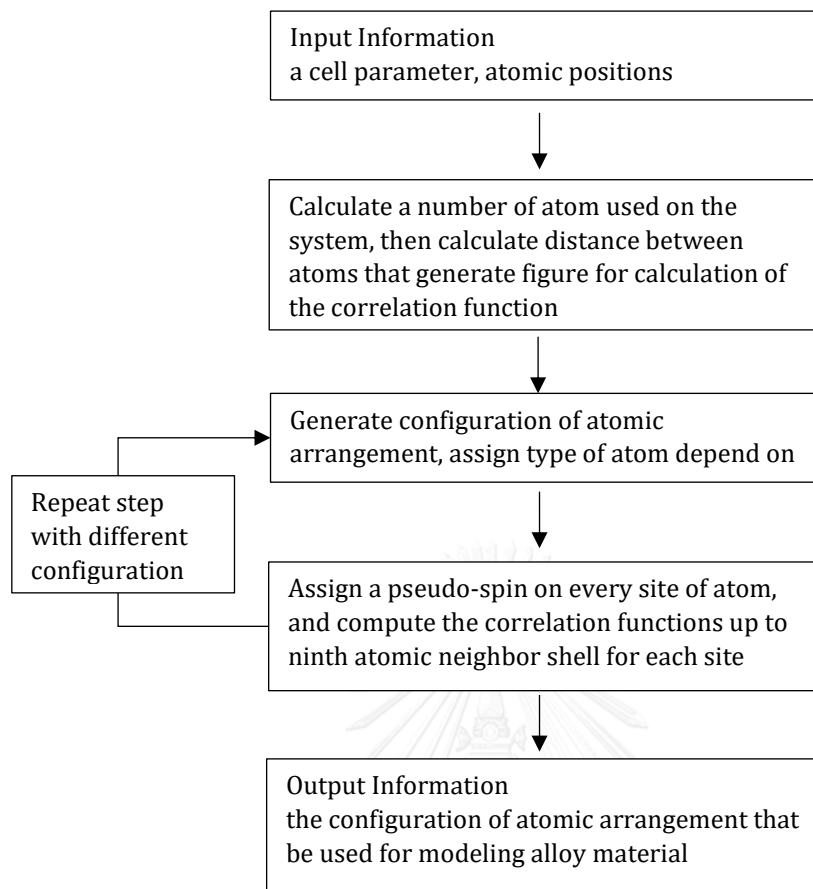 Input Information
a cell parameter, atomic positions
Calculate a number of atom used on the
system, then calculate distance between
atoms that generate figure for calculation of
the correlation function
Generate configuration of atomic
arrangement, assign type of atom depend on
Repeat step
with different
configuration
Assign a pseudo-spin on every site of atom,
and compute the correlation functions up to
ninth atomic neighbor shell for each site
Output Information
the configuration of atomic arrangement that
be used for modeling alloy material